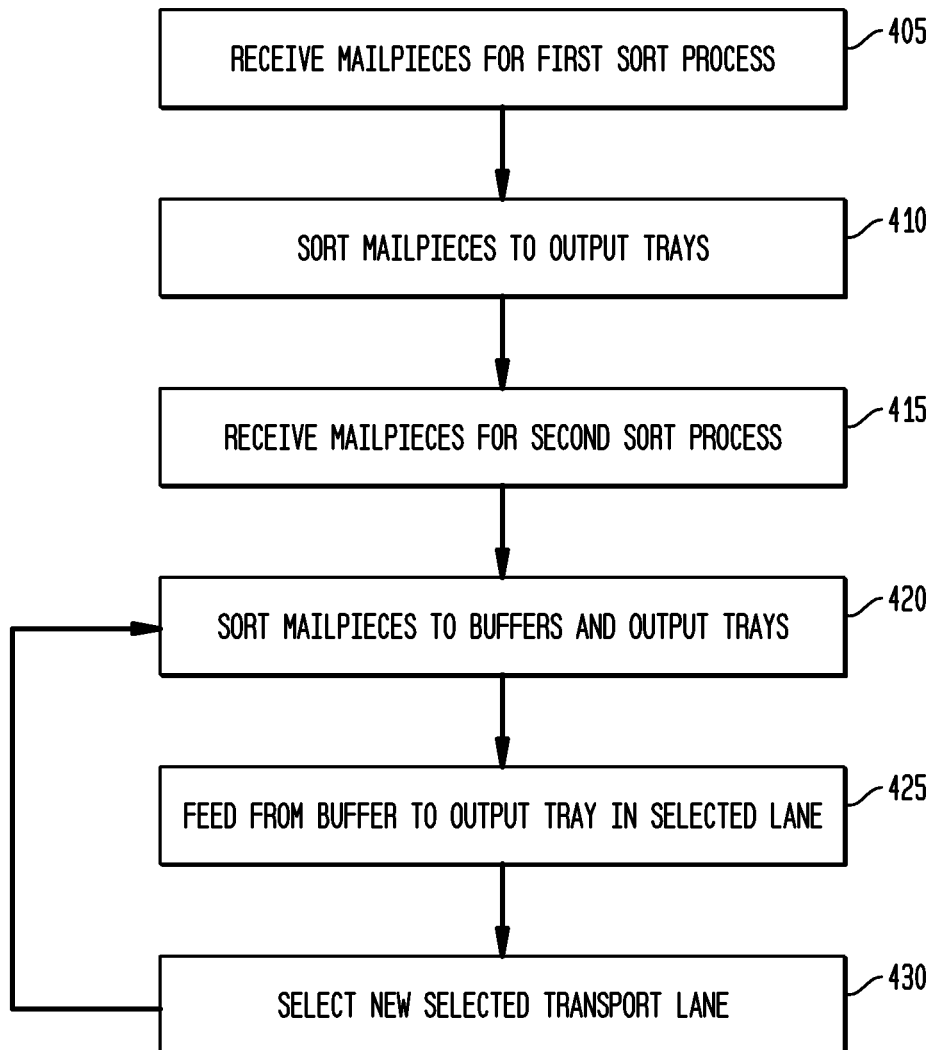 RECEIVE MAILPIECES FOR FIRST SORT PROCESS
405
SORT MAILPIECES TO OUTPUT TRAYS
410
RECEIVE MAILPIECES FOR SECOND SORT PROCESS
415
SORT MAILPIECES TO BUFFERS AND OUTPUT TRAYS
420
FEED FROM BUFFER TO OUTPUT TRAY IN SELECTED LANE
425
SELECT NEW SELECTED TRANSPORT LANE
430